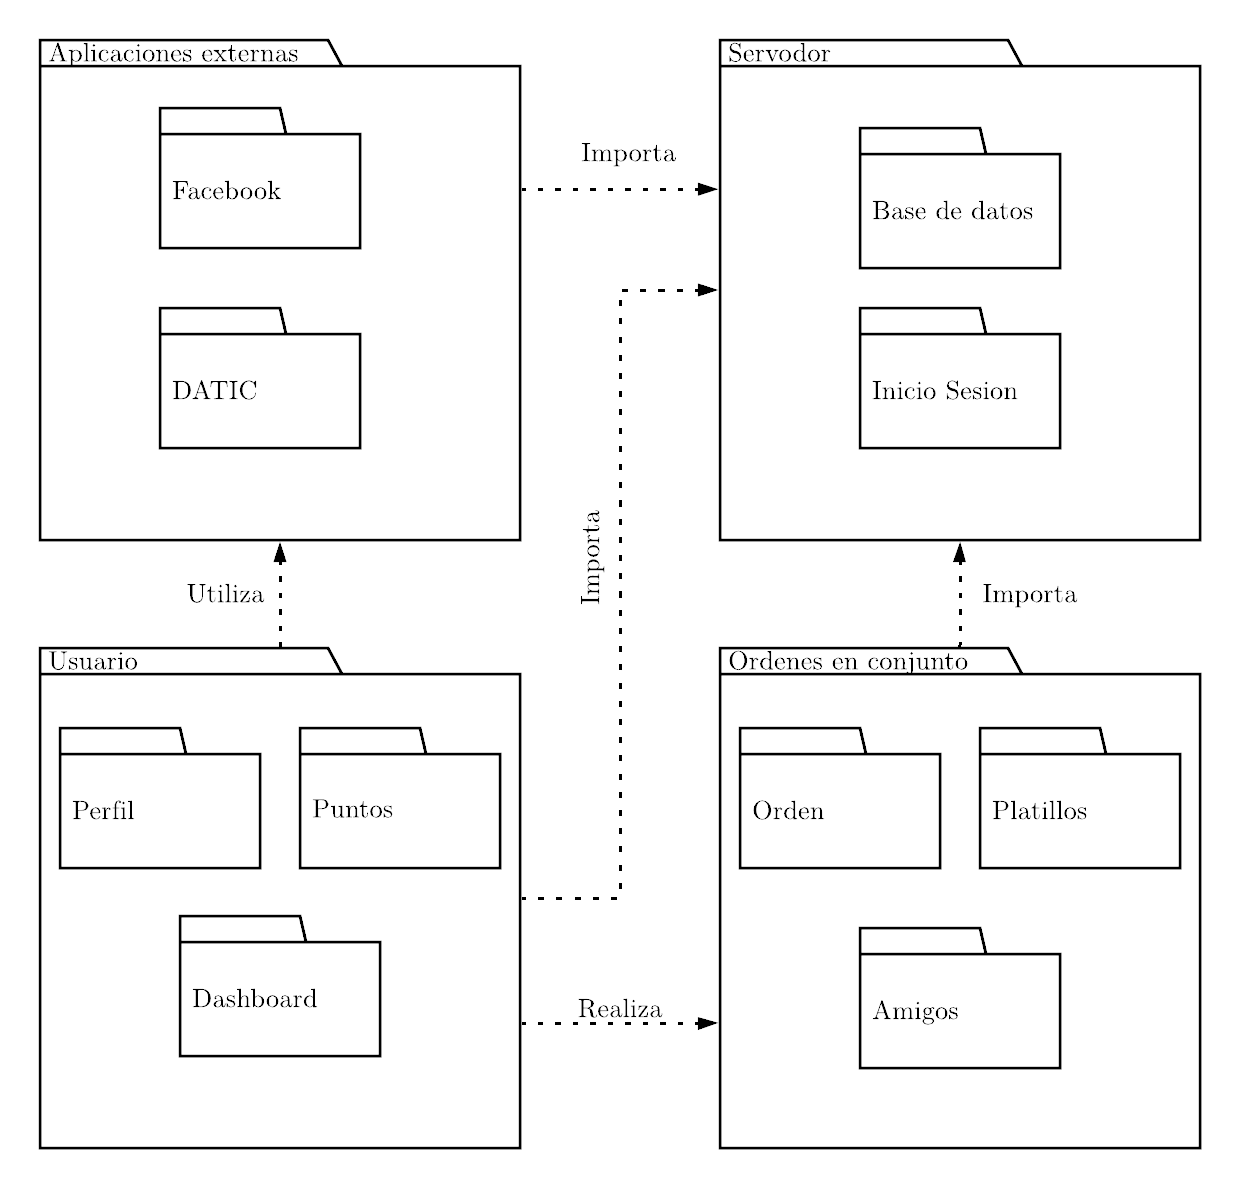 Aplicaciones externas
Servodor
Importa
Facebook
Base de datos
DATIC
Inicio Sesion
Importa
Utiliza
Importa
Usuario
Ordenes en conjunto
Perfil
Puntos
Orden
Platillos
Dashboard
Realiza
Amigos